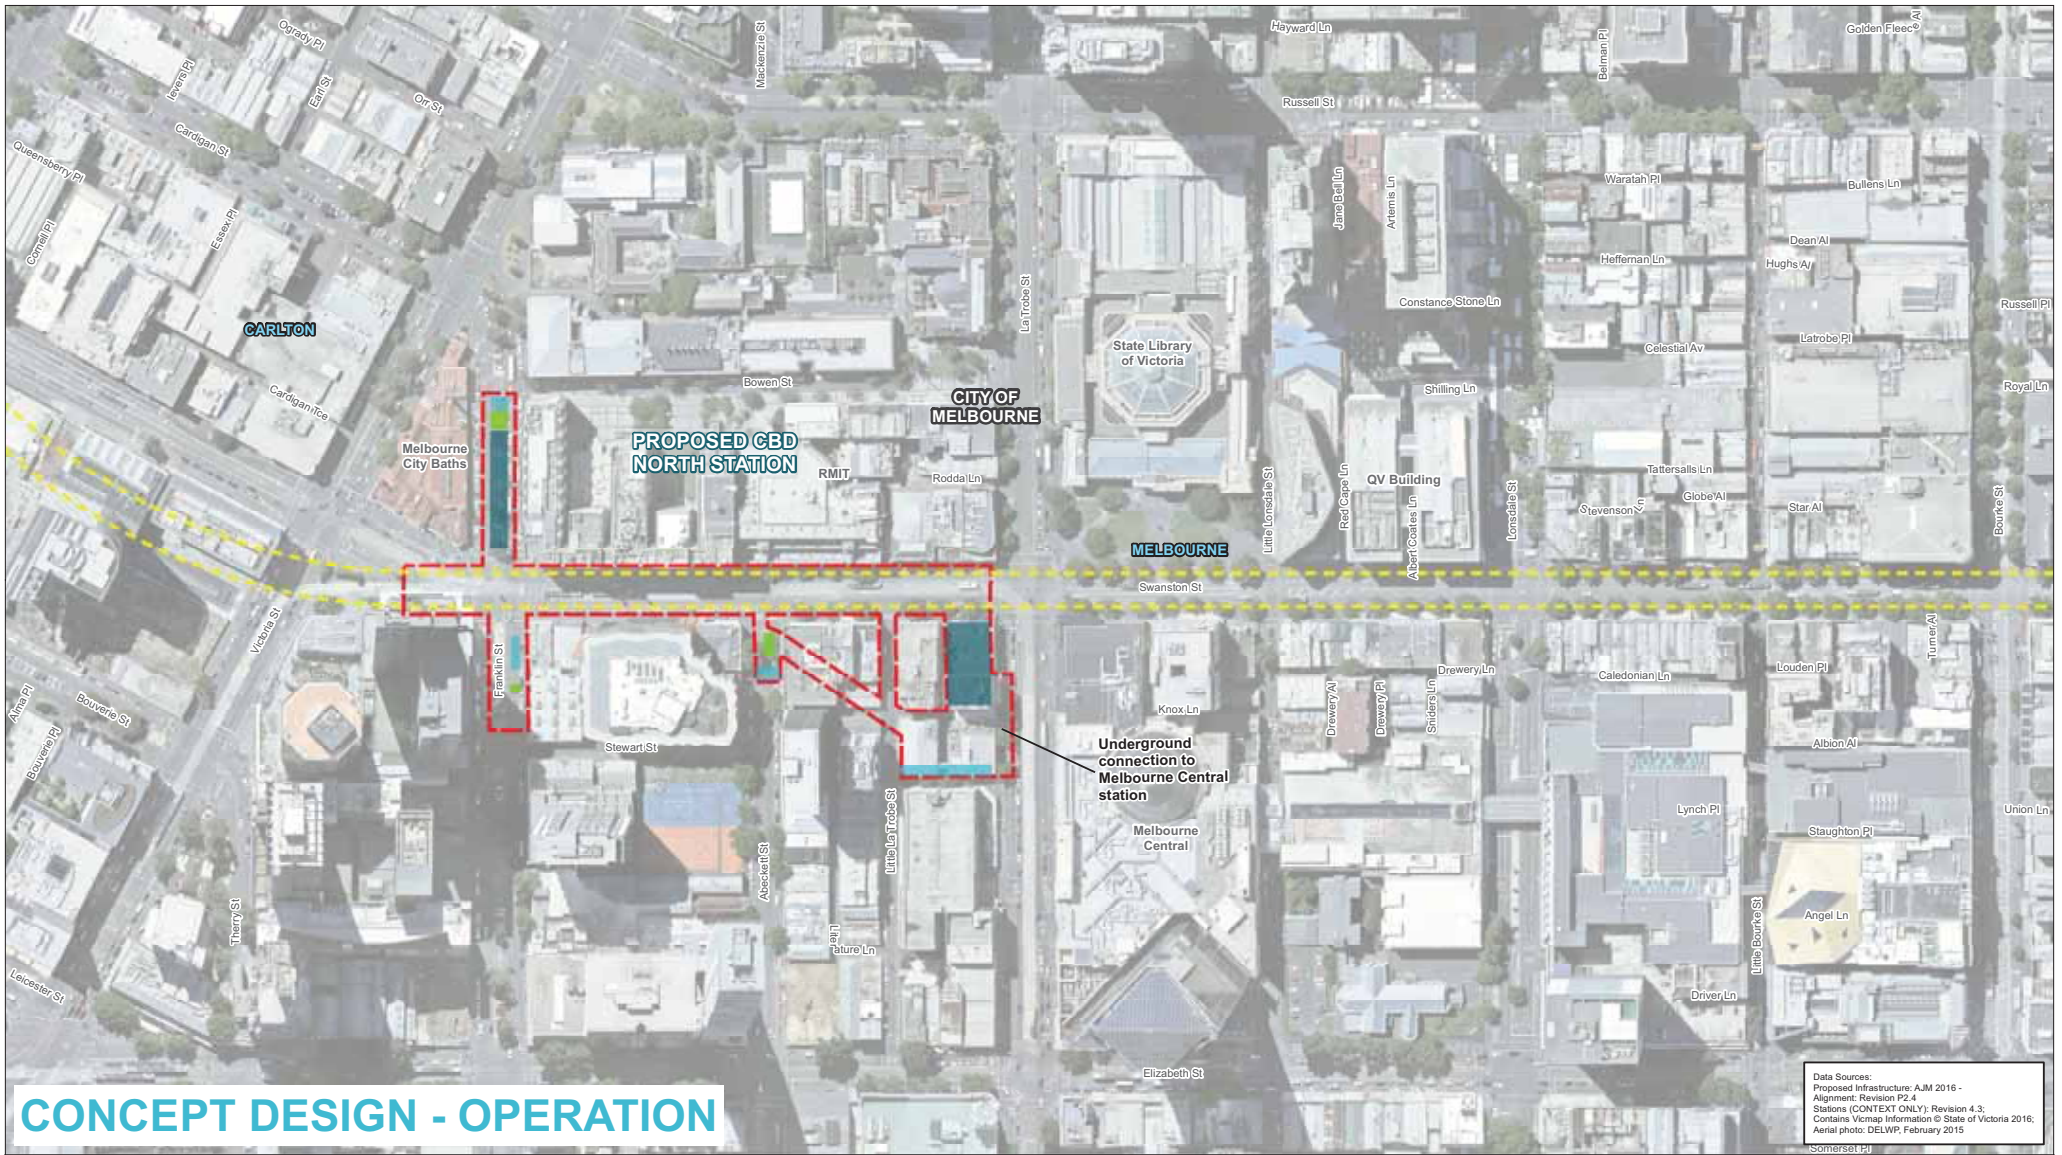 Ogrady Pl
Mackenzie St
Hayward Ln
Belman Pl
Golden Fleece Al
Ievers Pl
Earl St
Orr St
Russell St
Cardigan St
Queensberry Pl
Jane Bell Ln
Artemis Ln
Waratah Pl
Bullens Ln
Cornell Pl
Essex Pl
Dean Al
Heffernan Ln
Hughs Al
La Trobe St
Constance Stone Ln
Russell Pl
CARLTON
State Library
of Victoria
Celestial Av
Latrobe Pl
Cardigan Tce
Bowen St
CITY OF
MELBOURNE
Shilling Ln
Royal Ln
Melbourne
City Baths
PROPOSED CBD
NORTH STATION
RMIT
Rodda Ln
Little Lonsdale St
Red Cape Ln
QV Building
Albert Coates Ln
Lonsdale St
Tattersalls Ln
Globe Al
Stevenson Ln
Star Al
Bourke St
MELBOURNE
Swanston St
Victoria St
Franklin St
Turner Al
Alma Pl
Bouverie St
Bouverie Pl
Stewart St
Knox Ln
Drewery Ln
Drewery Al
Drewery Pl
Sniders Ln
Caledonian Ln
Louden Pl
Albion Al
Underground
connection to
Melbourne Central
station
Melbourne
Central
Lynch Pl
Union Ln
Staughton Pl
Little La Trobe St
Abeckett St
Therry St
Literature Ln
Little Bourke St
Angel Ln
Leicester St
Driver Ln
Elizabeth St
CONCEPT DESIGN - OPERATION
Data Sources:
Proposed Infrastructure: AJM 2016 -
Alignment: Revision P2.4
Stations (CONTEXT ONLY): Revision 4.3;
Contains Vicmap Information © State of Victoria 2016;
Aerial photo: DELWP, February 2015
Somerset Pl